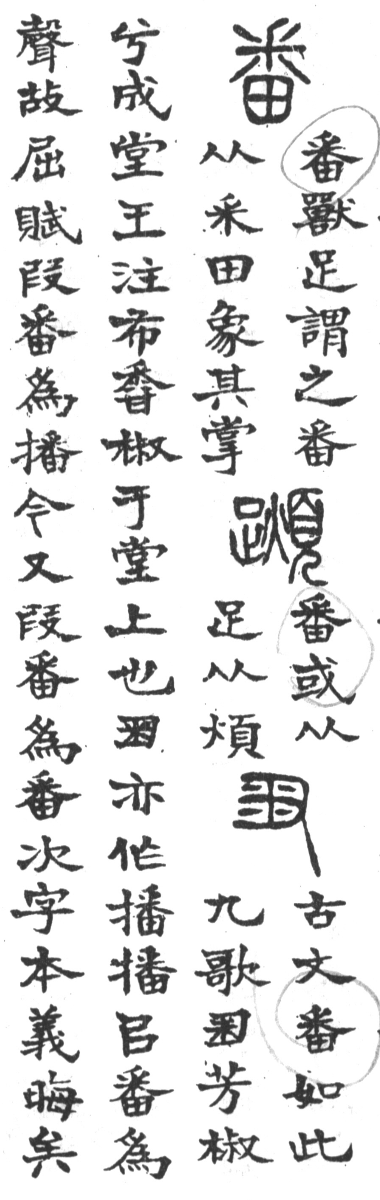 番
番獸足謂之番
从釆田象其掌
𨆌
番或从
足从煩
𠂭
古文番如此
九歌𠂭芳椒
兮成堂王注布香椒于堂上也𠂭亦作播播㠯番為
聲故屈賦叚番為播今又叚番為番次字本義晦矣